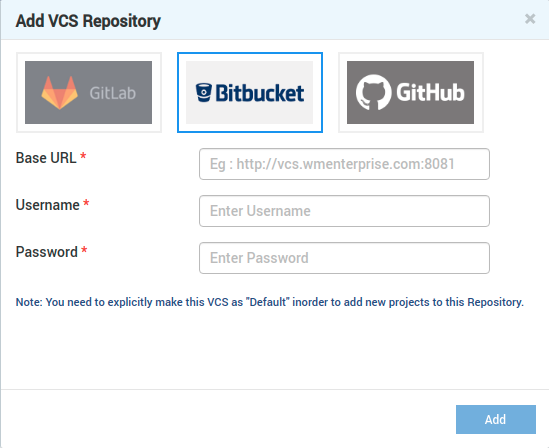 Add VCS Repository ×
GitLab Bitbucket GitHub
Base URL * Eg : http://vcs.wmenterprise.com:8081
Username * Enter Username
Password * Enter Password
Note: You need to explicitly make this VCS as "Default" inorder to add new projects to this Repository.
Add